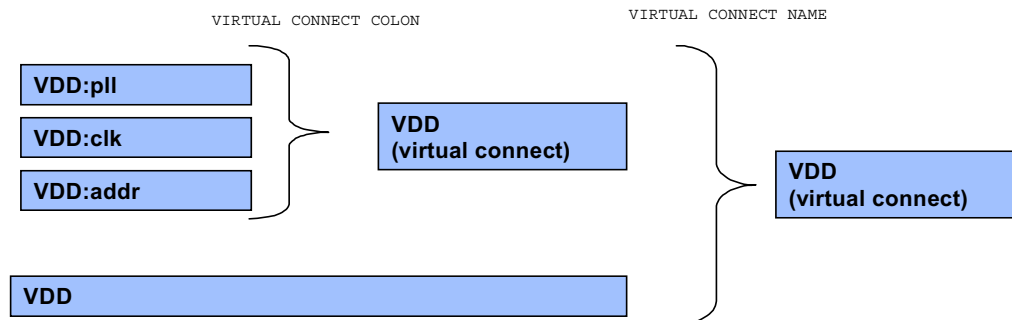 VIRTUAL CONNECT COLON
VIRTUAL CONNECT NAME
VDD:pll
VDD:clk
VDD:addr
VDD
(virtual connect)
VDD
(virtual connect)
VDD